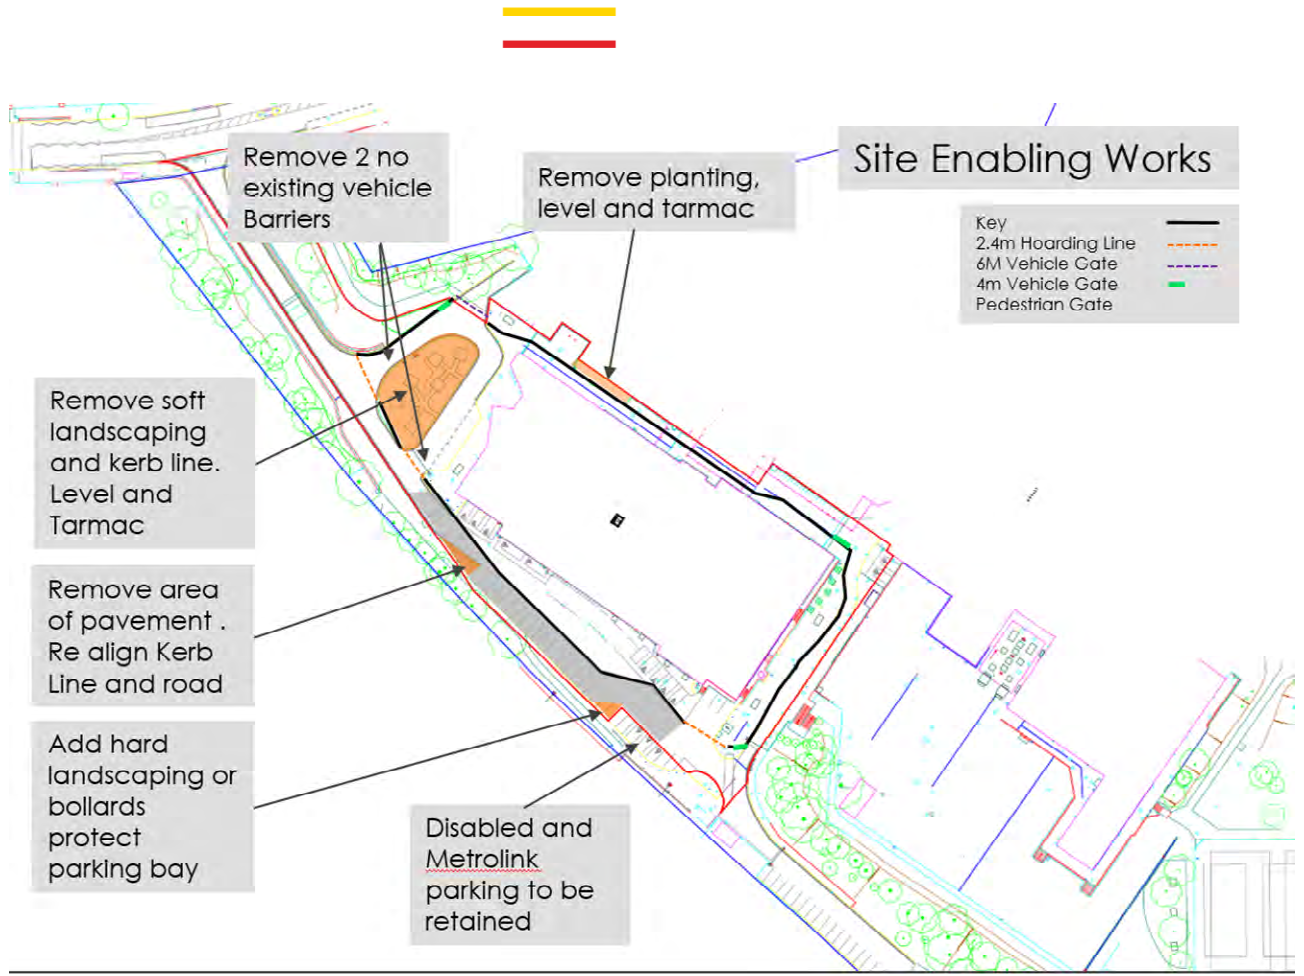 Remove 2 no
existing vehicle
Barriers
Remove planting,
level and tarmac
Site Enabling Works
Key
2.4m Hoarding Line
6M Vehicle Gate
4m Vehicle Gate
Pedestrian Gate
Remove soft
landscaping
and kerb line.
Level and
Tarmac
Remove area
of pavement .
Re align Kerb
Line and road
Add hard
landscaping or
bollards
protect
parking bay
Disabled and
Metrolink
parking to be
retained